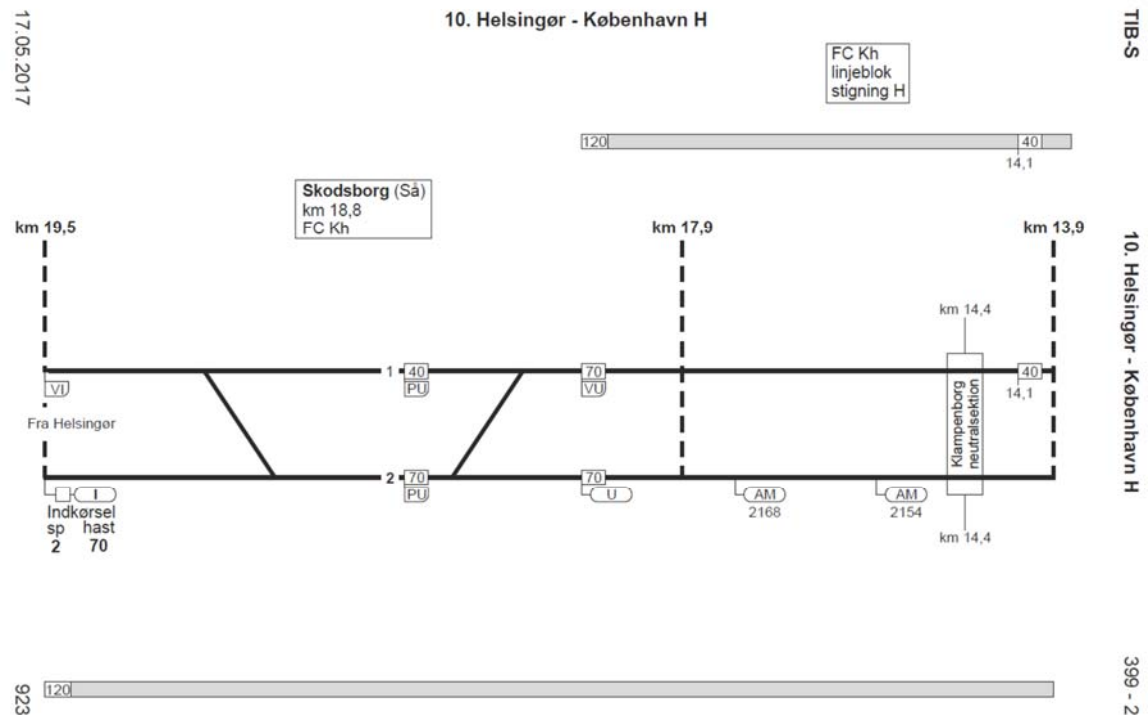 10. Helsingør - København H
TIB-S
17.05.2017
FC Kh
linjeblok
stigning H
120
40
14,1
Skodsborg (Så)
km 18,8
FC Kh
km 19,5
km 17,9
km 13,9
10. Helsingør - København H
km 14,4
1
40
70
40
VI
PU
VU
14,1
Fra Helsingør
Klampenborg
neutralsektion
2
70
70
I
PU
U
AM
AM
Indkørsel
2168
2154
sp hast
2 70
km 14,4
120
923
399 - 2